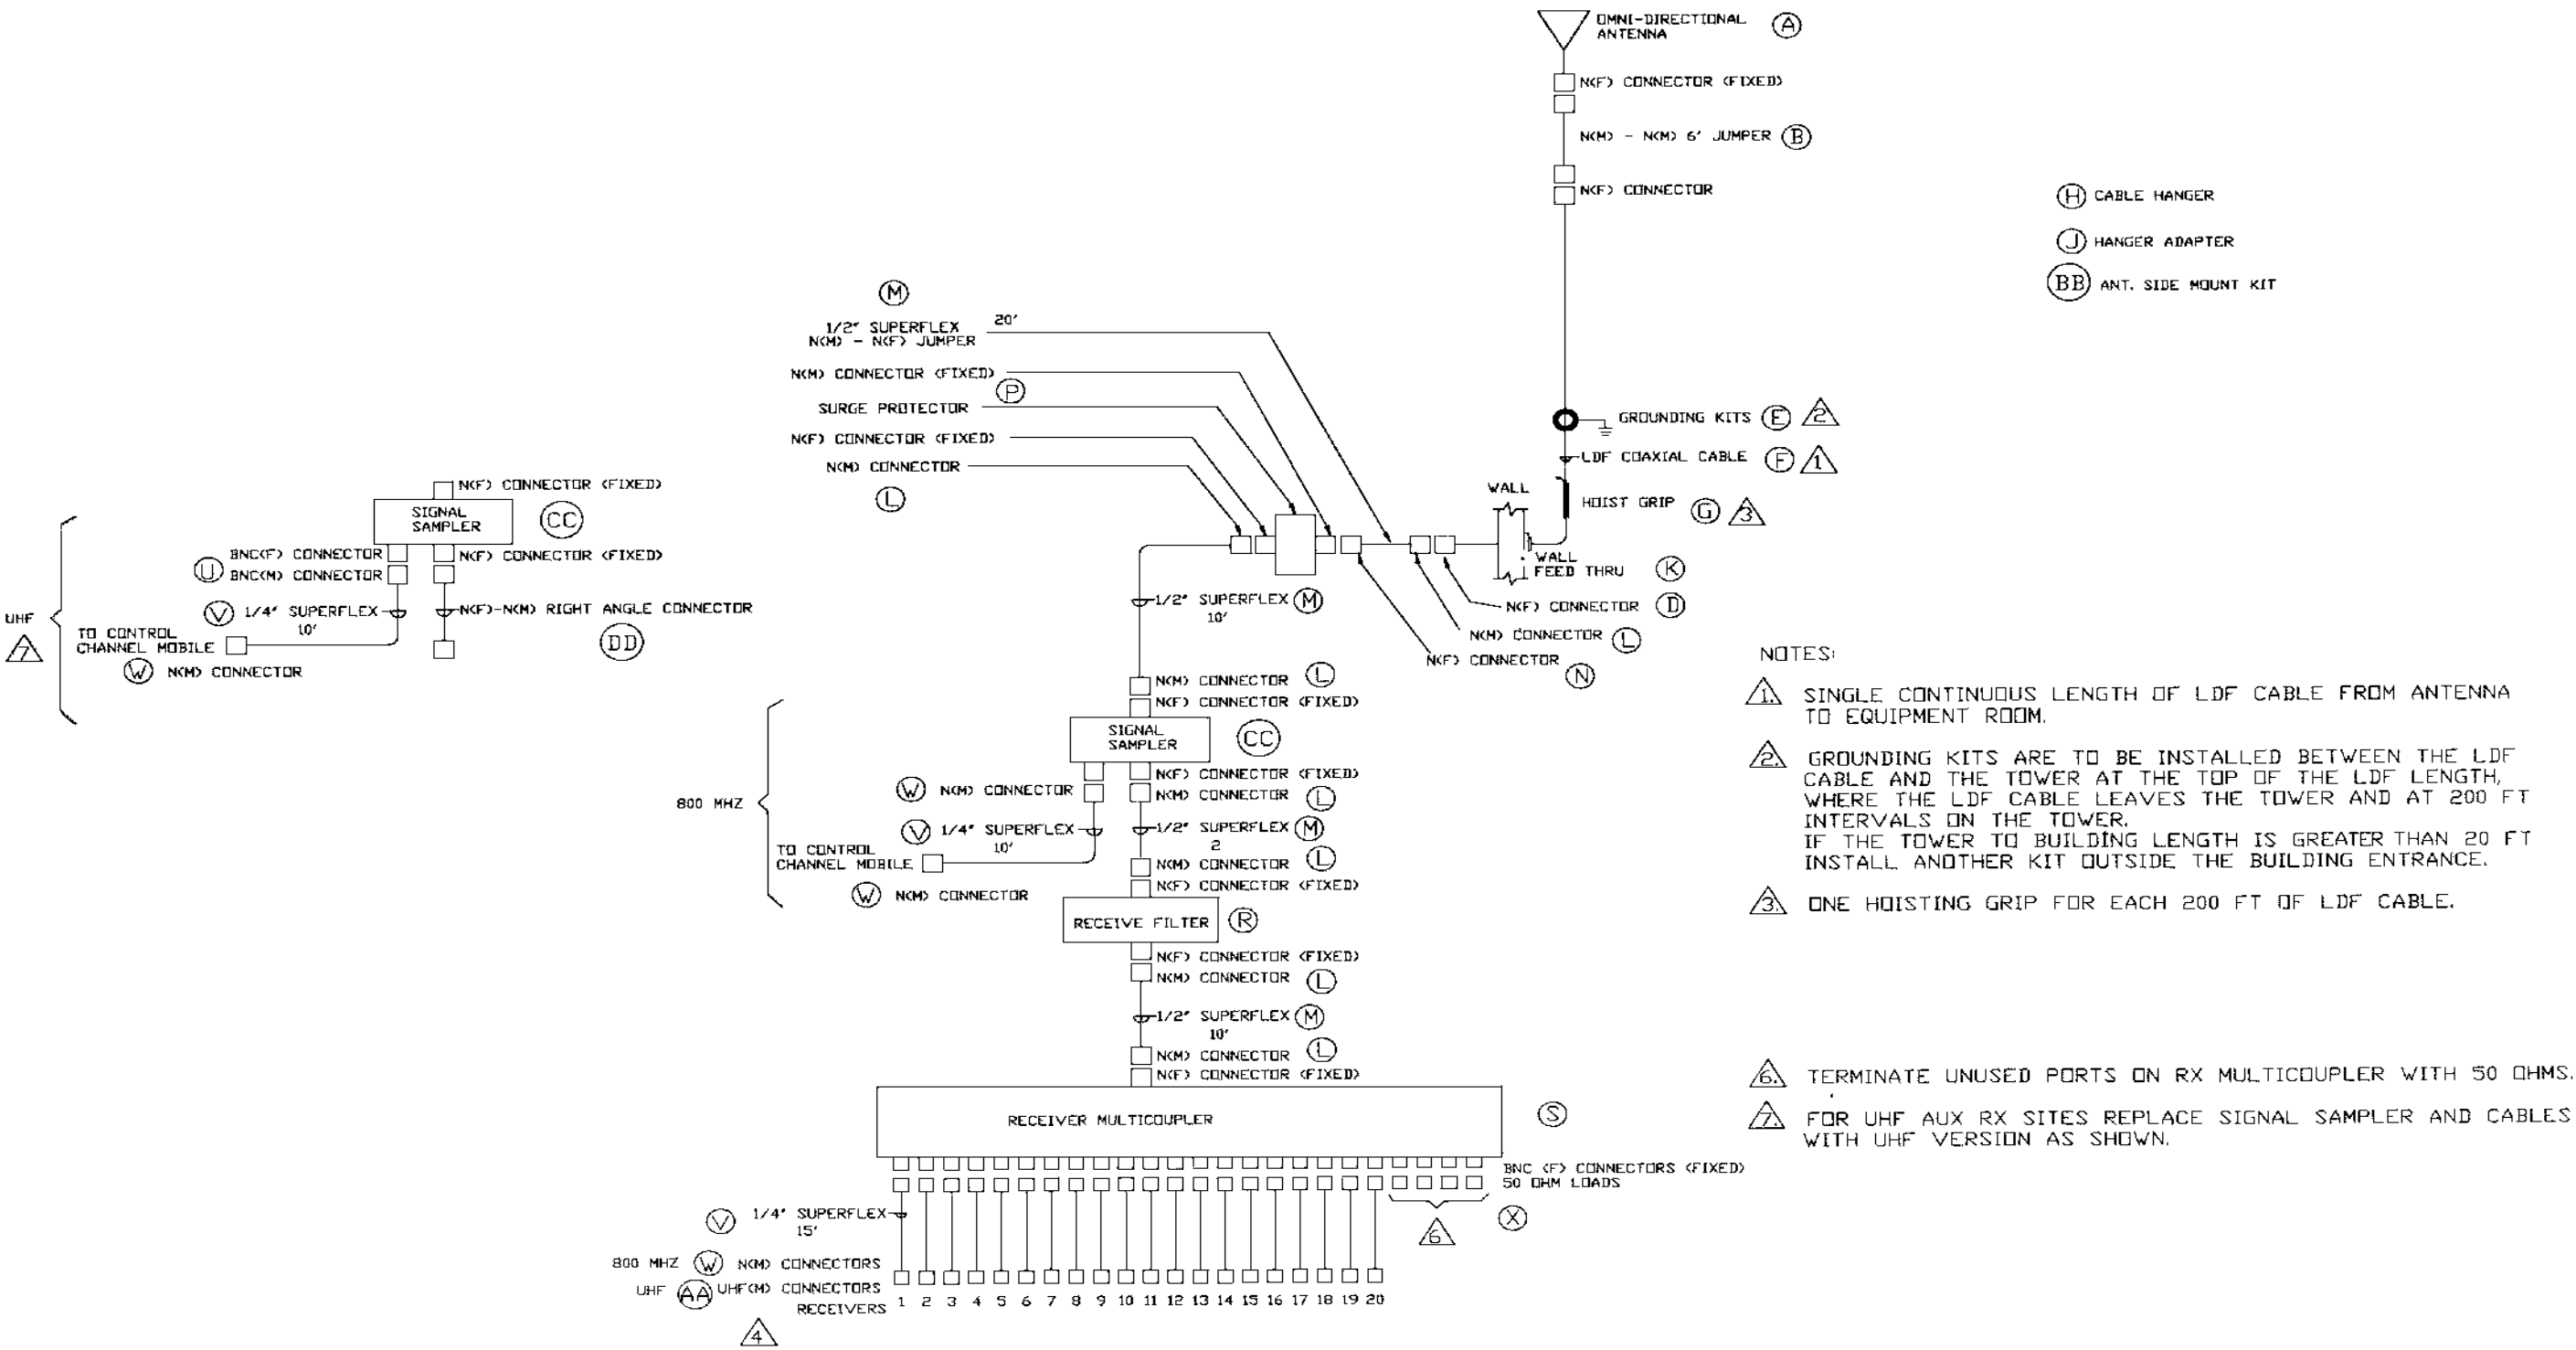 OMNI-DIRECTIONAL
ANTENNA
A
N(F) CONNECTOR (FIXED)
N(M) - N(M) 6' JUMPER B
N(F) CONNECTOR
H CABLE HANGER
J HANGER ADAPTER
BB ANT. SIDE MOUNT KIT
M
1/2" SUPERFLEX
N(M) - N(F) JUMPER
20'
N(M) CONNECTOR (FIXED)
P
SURGE PROTECTOR
N(F) CONNECTOR (FIXED)
N(M) CONNECTOR
L
GROUNDING KITS E 2
LDF COAXIAL CABLE F 1
HOIST GRIP G 3
WALL
WALL
FEED THRU K
N(F) CONNECTOR D
N(M) CONNECTOR L
N(F) CONNECTOR N
N(F) CONNECTOR (FIXED)
SIGNAL
SAMPLER
CC
BNC(F) CONNECTOR
N(F) CONNECTOR (FIXED)
U BNC(M) CONNECTOR
V 1/4" SUPERFLEX
10'
N(F)-N(M) RIGHT ANGLE CONNECTOR
DD
UHF
7
TO CONTROL
CHANNEL MOBILE
W N(M) CONNECTOR
1/2" SUPERFLEX M
10'
N(M) CONNECTOR L
N(F) CONNECTOR (FIXED)
SIGNAL
SAMPLER
CC
N(F) CONNECTOR (FIXED)
W N(M) CONNECTOR
N(M) CONNECTOR L
800 MHZ
V 1/4" SUPERFLEX
10'
1/2" SUPERFLEX M
2
TO CONTROL
CHANNEL MOBILE
N(M) CONNECTOR L
N(F) CONNECTOR (FIXED)
W N(M) CONNECTOR
RECEIVE FILTER R
N(F) CONNECTOR (FIXED)
N(M) CONNECTOR L
1/2" SUPERFLEX M
10'
N(M) CONNECTOR L
N(F) CONNECTOR (FIXED)
RECEIVER MULTICOUPLER
S
BNC (F) CONNECTORS (FIXED)
50 OHM LOADS
X
6
V 1/4" SUPERFLEX
15'
800 MHZ W N(M) CONNECTORS
UHF AA UHF(M) CONNECTORS
RECEIVERS 1 2 3 4 5 6 7 8 9 10 11 12 13 14 15 16 17 18 19 20
4
NOTES:
1. SINGLE CONTINUOUS LENGTH OF LDF CABLE FROM ANTENNA
TO EQUIPMENT ROOM.
2. GROUNDING KITS ARE TO BE INSTALLED BETWEEN THE LDF
CABLE AND THE TOWER AT THE TOP OF THE LDF LENGTH,
WHERE THE LDF CABLE LEAVES THE TOWER AND AT 200 FT
INTERVALS ON THE TOWER.
IF THE TOWER TO BUILDING LENGTH IS GREATER THAN 20 FT
INSTALL ANOTHER KIT OUTSIDE THE BUILDING ENTRANCE.
3. ONE HOISTING GRIP FOR EACH 200 FT OF LDF CABLE.
6. TERMINATE UNUSED PORTS ON RX MULTICOUPLER WITH 50 OHMS.
7. FOR UHF AUX RX SITES REPLACE SIGNAL SAMPLER AND CABLES
WITH UHF VERSION AS SHOWN.